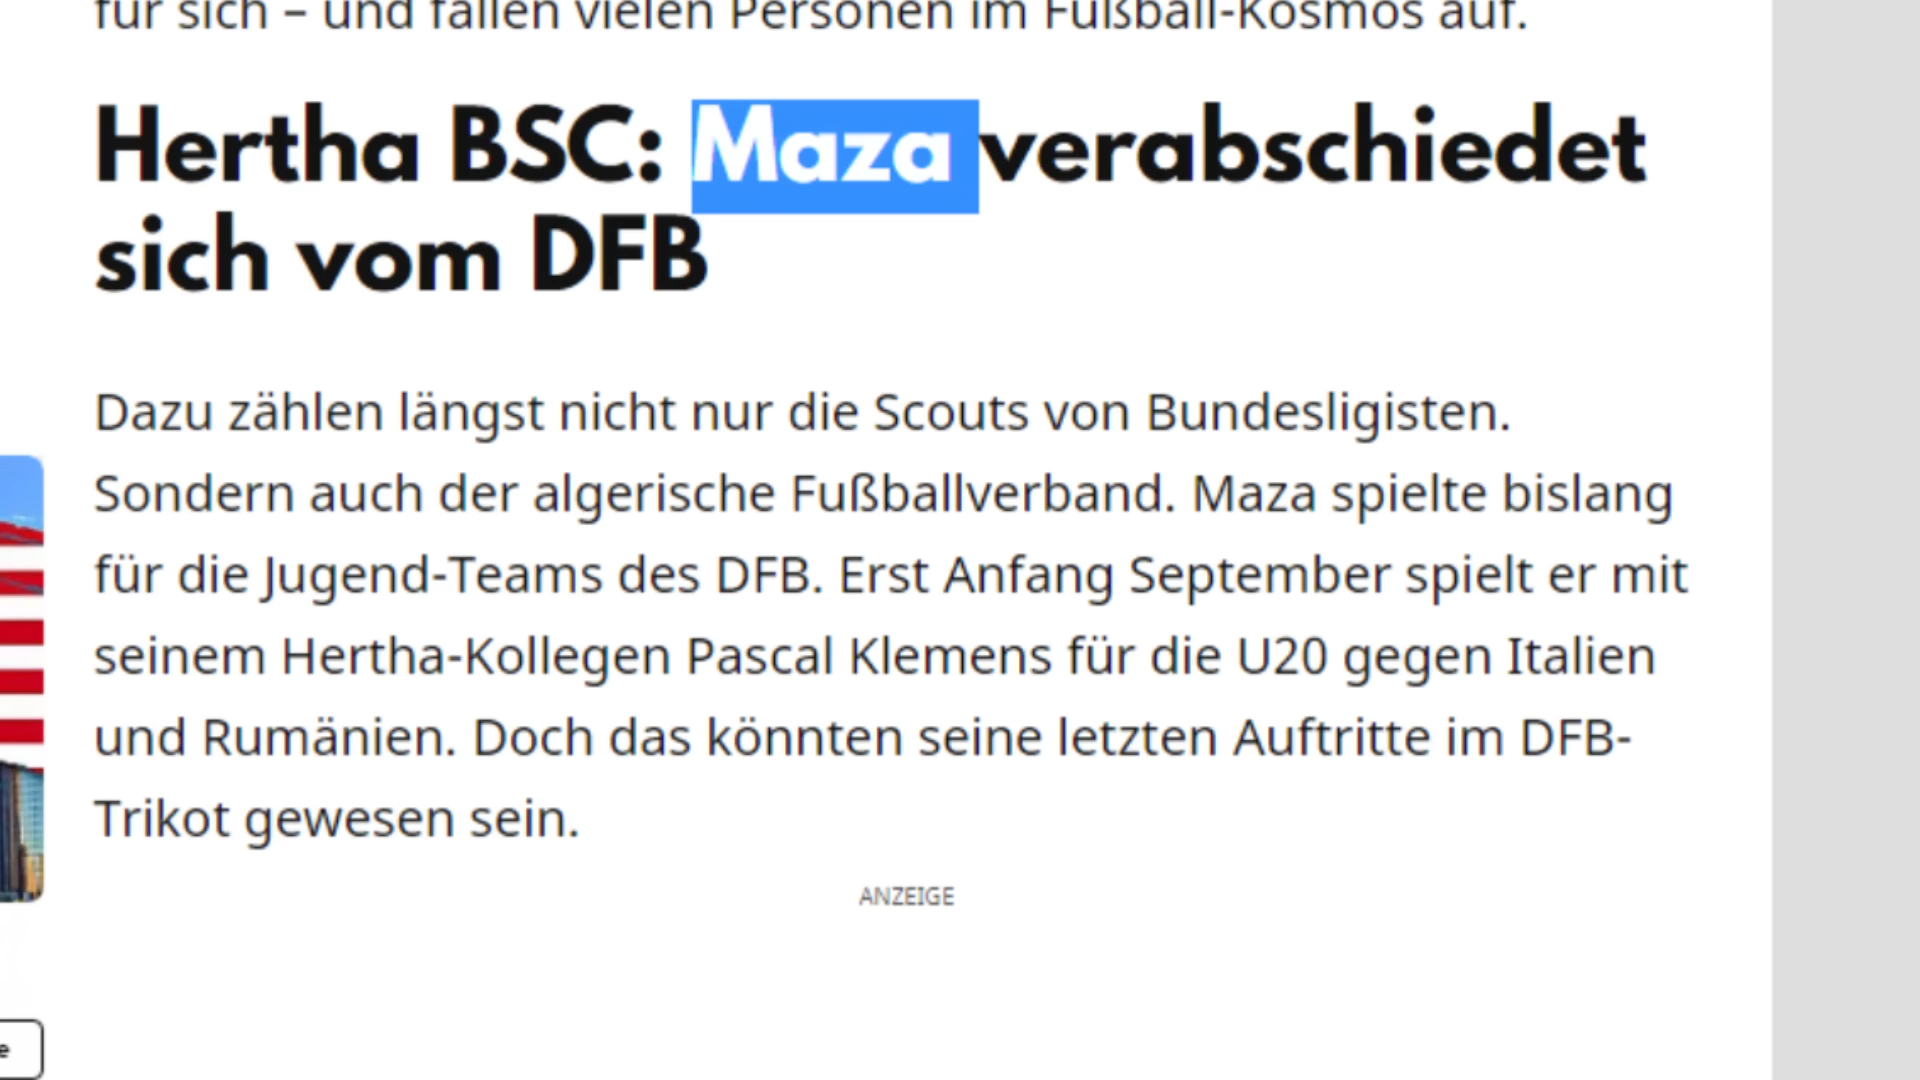 für sich – und fallen vielen Personen im Fußball-Kosmos auf.
Hertha BSC: Maza verabschiedet
sich vom DFB
Dazu zählen längst nicht nur die Scouts von Bundesligisten.
Sondern auch der algerische Fußballverband. Maza spielte bislang
für die Jugend-Teams des DFB. Erst Anfang September spielt er mit
seinem Hertha-Kollegen Pascal Klemens für die U20 gegen Italien
und Rumänien. Doch das könnten seine letzten Auftritte im DFB-
Trikot gewesen sein.
ANZEIGE
e